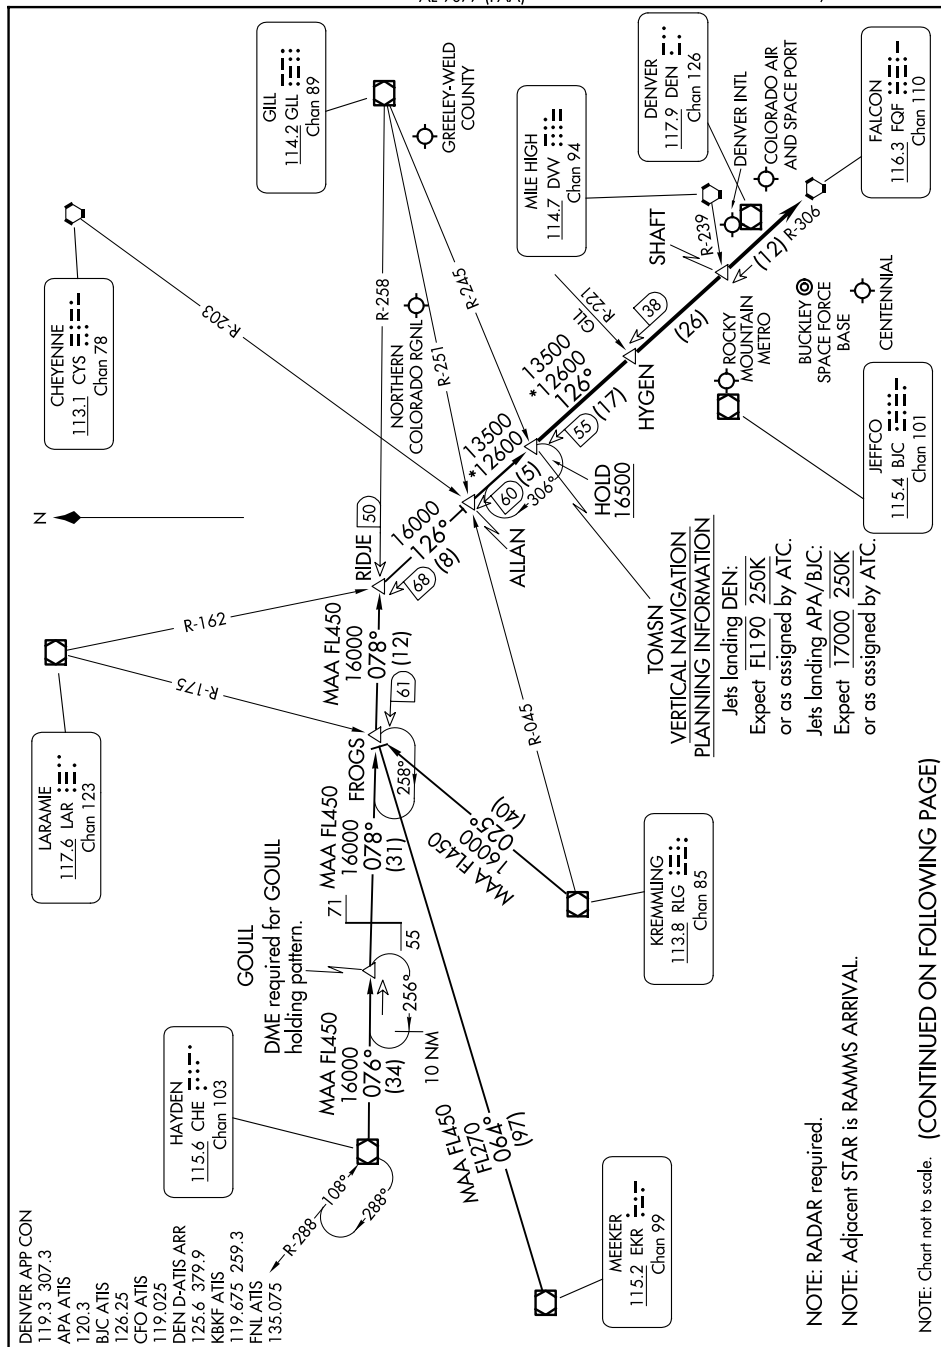 AL-9077 (FAA)
DENVER APP CON
119.3 307.3
APA ATIS
120.3
BJC ATIS
126.25
CFO ATIS
119.025
DEN D-ATIS ARR
125.6 379.9
KBKF ATIS
119.675 259.3
FNL ATIS
135.075
LARAMIE
117.6 LAR
Chan 123
CHEYENNE
113.1 CYS
Chan 78
GILL
114.2 GLL
Chan 89
N
R-175
R-162
R-203
GREELEY-WELD
COUNTY
HAYDEN
115.6 CHE
Chan 103
R-288
108°
288°
MAA FL450
16000
076°
(34)
GOULL
DME required for GOULL
holding pattern.
256°
10 NM
71
55
MAA FL450
16000
078°
(31)
FROGS
258°
61
MAA FL450
16000
078°
(12)
RIDJE
50
R-258
68
16000
126°
(8)
NORTHERN
COLORADO RGNL
R-251
R-245
ALLAN
60
13500
*12600
(5)
306°
HOLD
16500
55
13500
*12600
126°
(17)
GLL
R-221
HYGEN
38
(26)
SHAFT
R-239
(12)
R-306
MILE HIGH
114.7 DVV
Chan 94
DENVER
117.9 DEN
Chan 126
DENVER INTL
COLORADO AIR
AND SPACE PORT
FALCON
116.3 FQF
Chan 110
ROCKY
MOUNTAIN
METRO
BUCKLEY
SPACE FORCE
BASE
CENTENNIAL
JEFFCO
115.4 BJC
Chan 101
MEEKER
115.2 EKR
Chan 99
MAA FL450
FL270
064°
(97)
KREMMLING
113.8 RLG
Chan 85
MAA FL450
16000
025°
(40)
R-045
TOMSN
VERTICAL NAVIGATION
PLANNING INFORMATION
Jets landing DEN:
Expect FL190 250K
or as assigned by ATC.
Jets landing APA/BJC:
Expect 17000 250K
or as assigned by ATC.
NOTE: RADAR required.
NOTE: Adjacent STAR is RAMMS ARRIVAL.
NOTE: Chart not to scale.
(CONTINUED ON FOLLOWING PAGE)